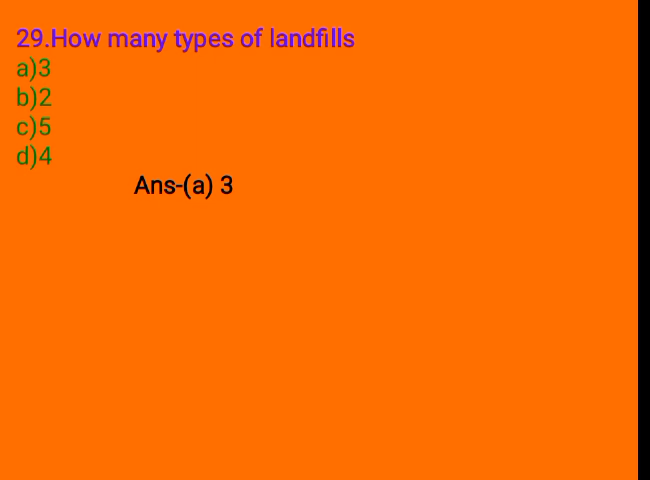 29.How many types of landfills
a)3
b)2
c)5
d)4
Ans-(a) 3